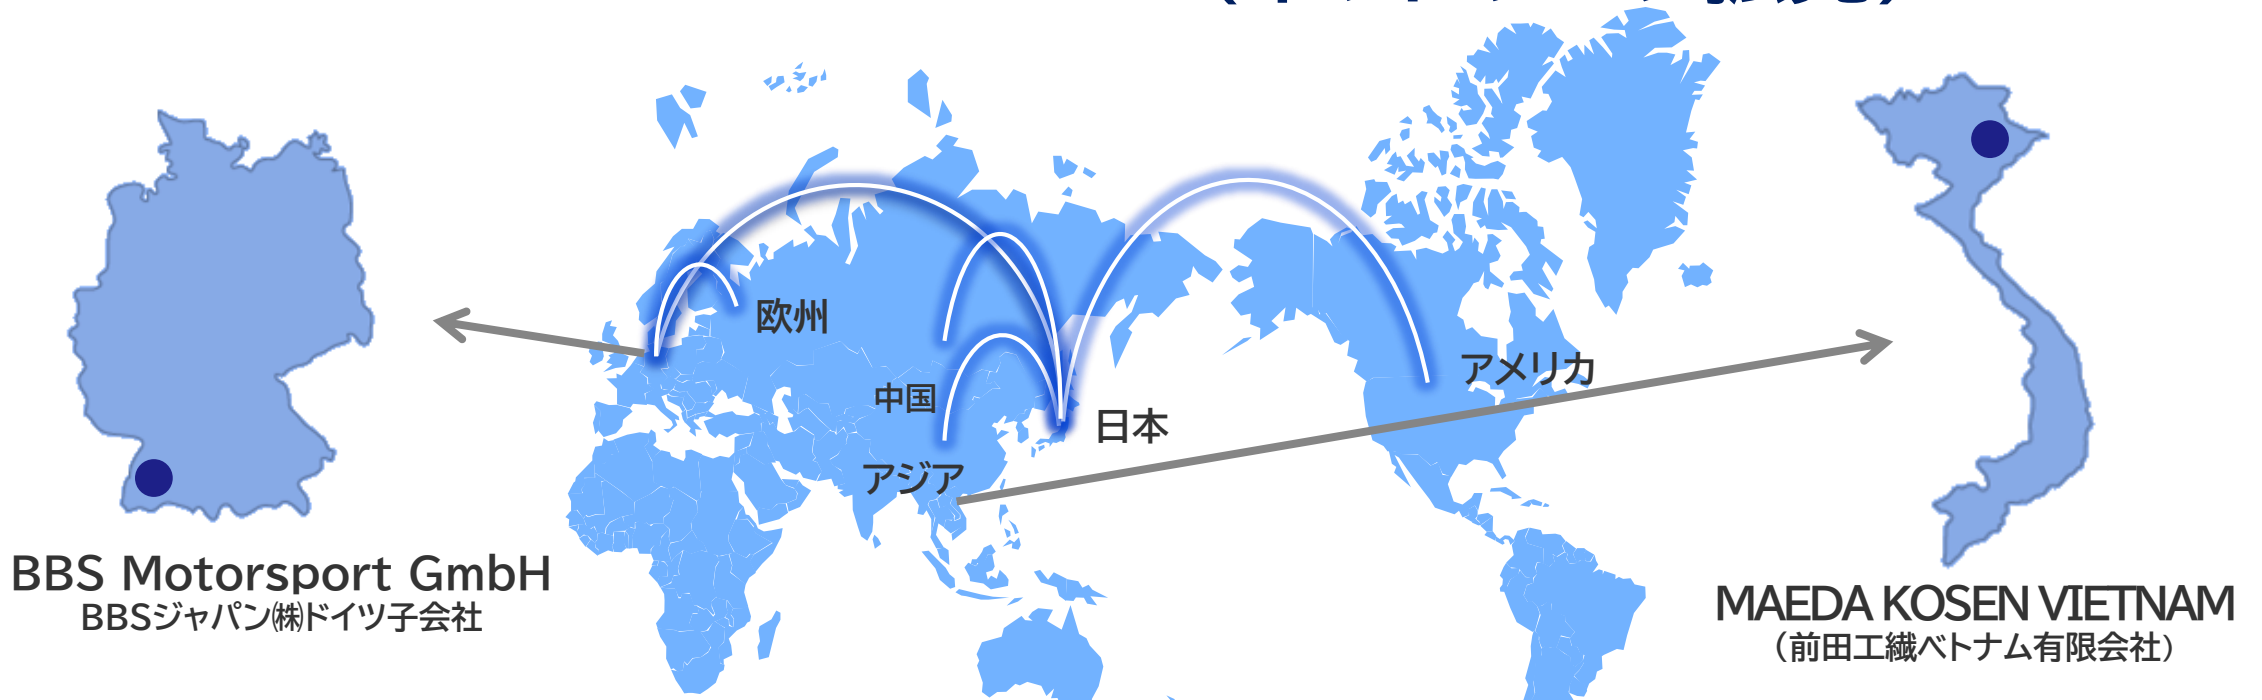 欧州
アメリカ
中国
日本
アジア
BBS Motorsport GmbH
BBSジャパン㈱ドイツ子会社
MAEDA KOSEN VIETNAM
（前田工繊ベトナム有限会社）